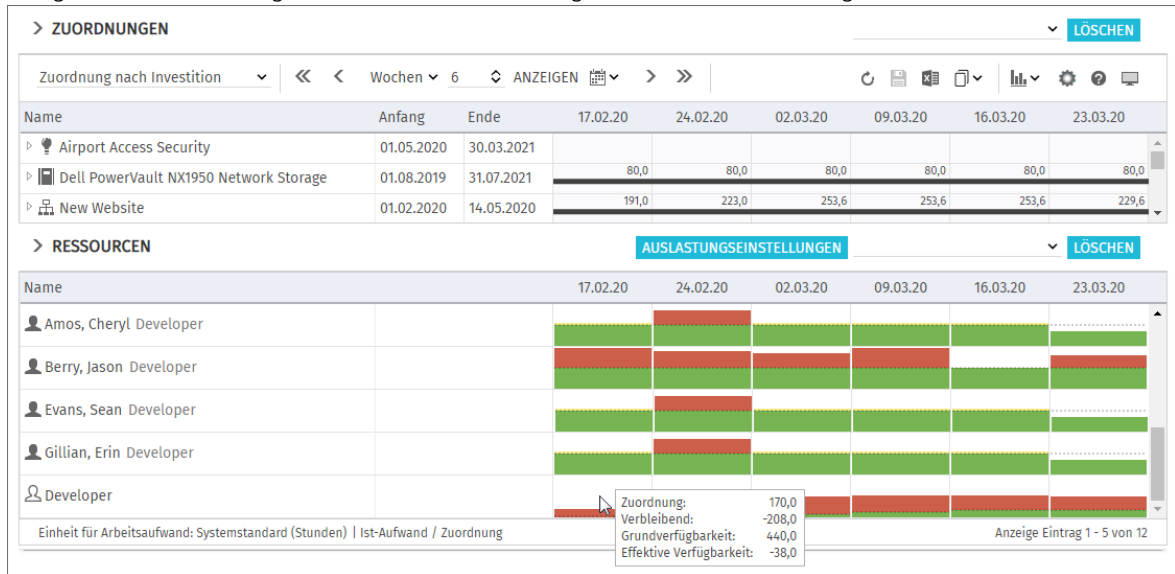 ZUORDNUNGEN LÖSCHEN
Zuordnung nach Investition Wochen 6 ANZEIGEN
Name Anfang Ende 17.02.20 24.02.20 02.03.20 09.03.20 16.03.20 23.03.20
Airport Access Security 01.05.2020 30.03.2021
Dell PowerVault NX1950 Network Storage 01.08.2019 31.07.2021 80,0 80,0 80,0 80,0 80,0 80,0
New Website 01.02.2020 14.05.2020 191,0 223,0 253,6 253,6 253,6 229,6
RESSOURCEN AUSLASTUNGSEINSTELLUNGEN LÖSCHEN
Name 17.02.20 24.02.20 02.03.20 09.03.20 16.03.20 23.03.20
Amos, Cheryl Developer
Berry, Jason Developer
Evans, Sean Developer
Gillian, Erin Developer
Developer
Zuordnung: 170,0
Verbleibend: -208,0
Grundverfügbarkeit: 440,0
Effektive Verfügbarkeit: -38,0
Einheit für Arbeitsaufwand: Systemstandard (Stunden) | Ist-Aufwand / Zuordnung Anzeige Eintrag 1 - 5 von 12